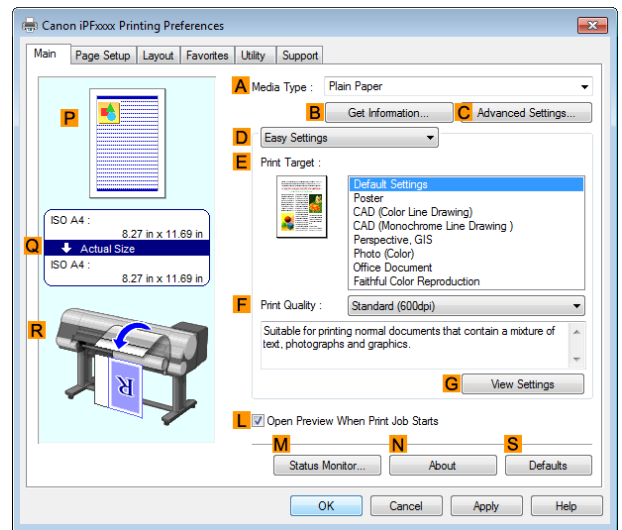 Canon iPFxxxx Printing Preferences
Main Page Setup Layout Favorites Utility Support
P
A Media Type : Plain Paper
B Get Information... C Advanced Settings...
D Easy Settings
E Print Target :
Default Settings
Poster
CAD (Color Line Drawing)
CAD (Monochrome Line Drawing )
Perspective, GIS
Photo (Color)
Office Document
Faithful Color Reproduction
ISO A4 :
8.27 in x 11.69 in
Q Actual Size
ISO A4 :
8.27 in x 11.69 in
F Print Quality : Standard (600dpi)
Suitable for printing normal documents that contain a mixture of
text, photographs and graphics.
R
R
G View Settings
L Open Preview When Print Job Starts
M N S
Status Monitor... About Defaults
OK Cancel Apply Help